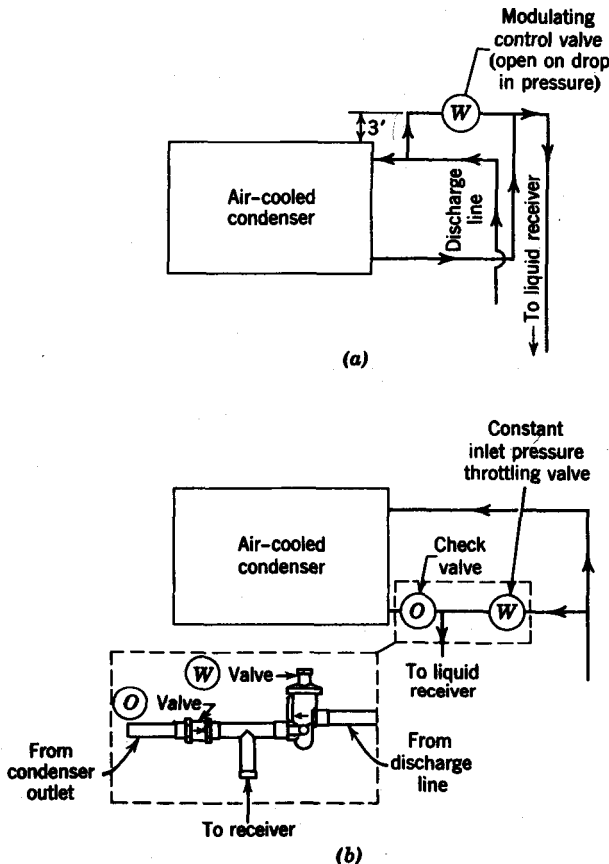 Modulating
control valve
(open on drop
in pressure)
W
3'
Air-cooled
condenser
Discharge
line
To liquid receiver
(a)
Constant
inlet pressure
throttling valve
Air-cooled
condenser
Check
valve
O
W
To liquid
receiver
W Valve
O Valve
From
condenser
outlet
From
discharge
line
To receiver
(b)